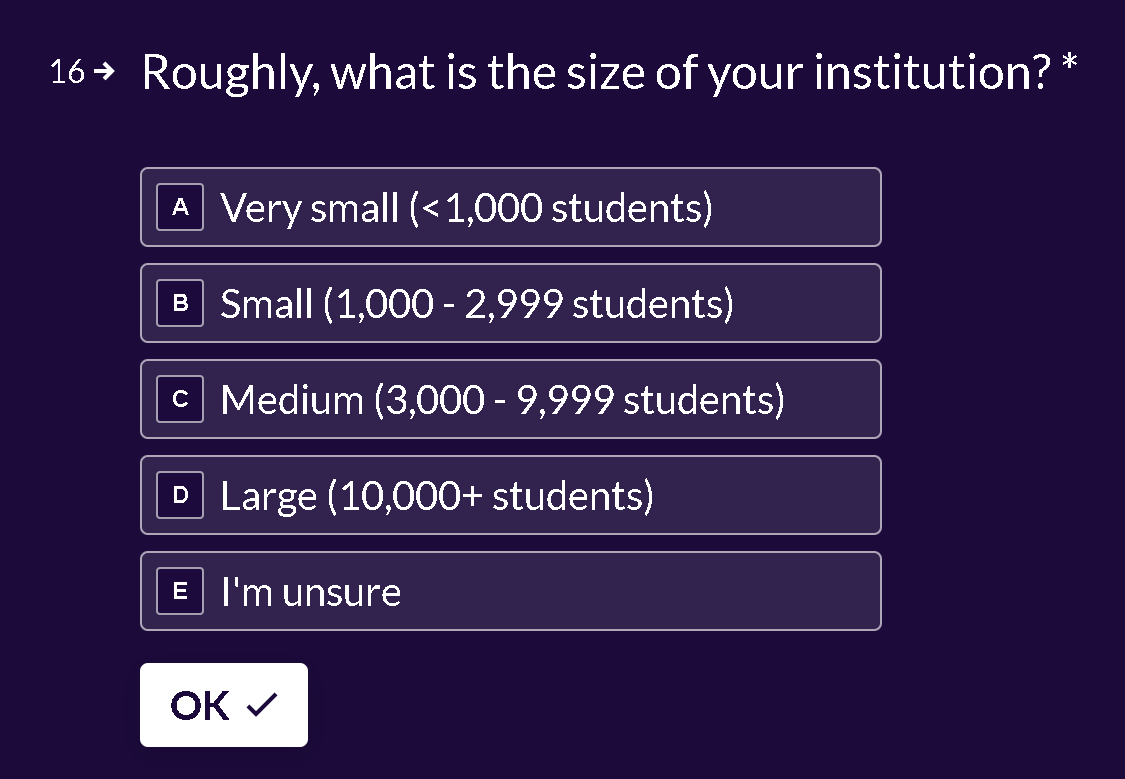 16 → Roughly, what is the size of your institution? *
A Very small (<1,000 students)
B Small (1,000 - 2,999 students)
C Medium (3,000 - 9,999 students)
D Large (10,000+ students)
E I'm unsure
OK ✓